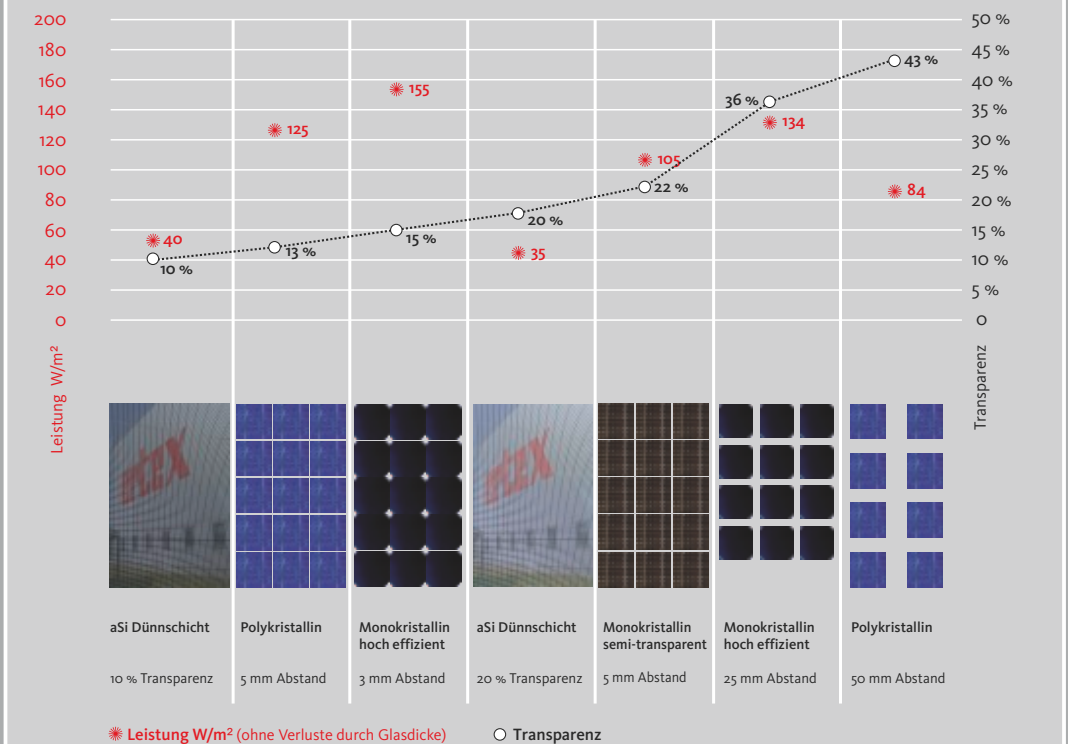 200
180
160
140
120
100
80
60
40
20
0
Leistung W/m²
50 %
45 %
40 %
35 %
30 %
25 %
20 %
15 %
10 %
5 %
0
Transparenz
40
10 %
125
13 %
155
15 %
20 %
35
105
22 %
36 %
134
43 %
84
aSi Dünnschicht
10 % Transparenz
Polykristallin
5 mm Abstand
Monokristallin
hoch effizient
3 mm Abstand
aSi Dünnschicht
20 % Transparenz
Monokristallin
semi-transparent
5 mm Abstand
Monokristallin
hoch effizient
25 mm Abstand
Polykristallin
50 mm Abstand
Leistung W/m² (ohne Verluste durch Glasdicke)
Transparenz